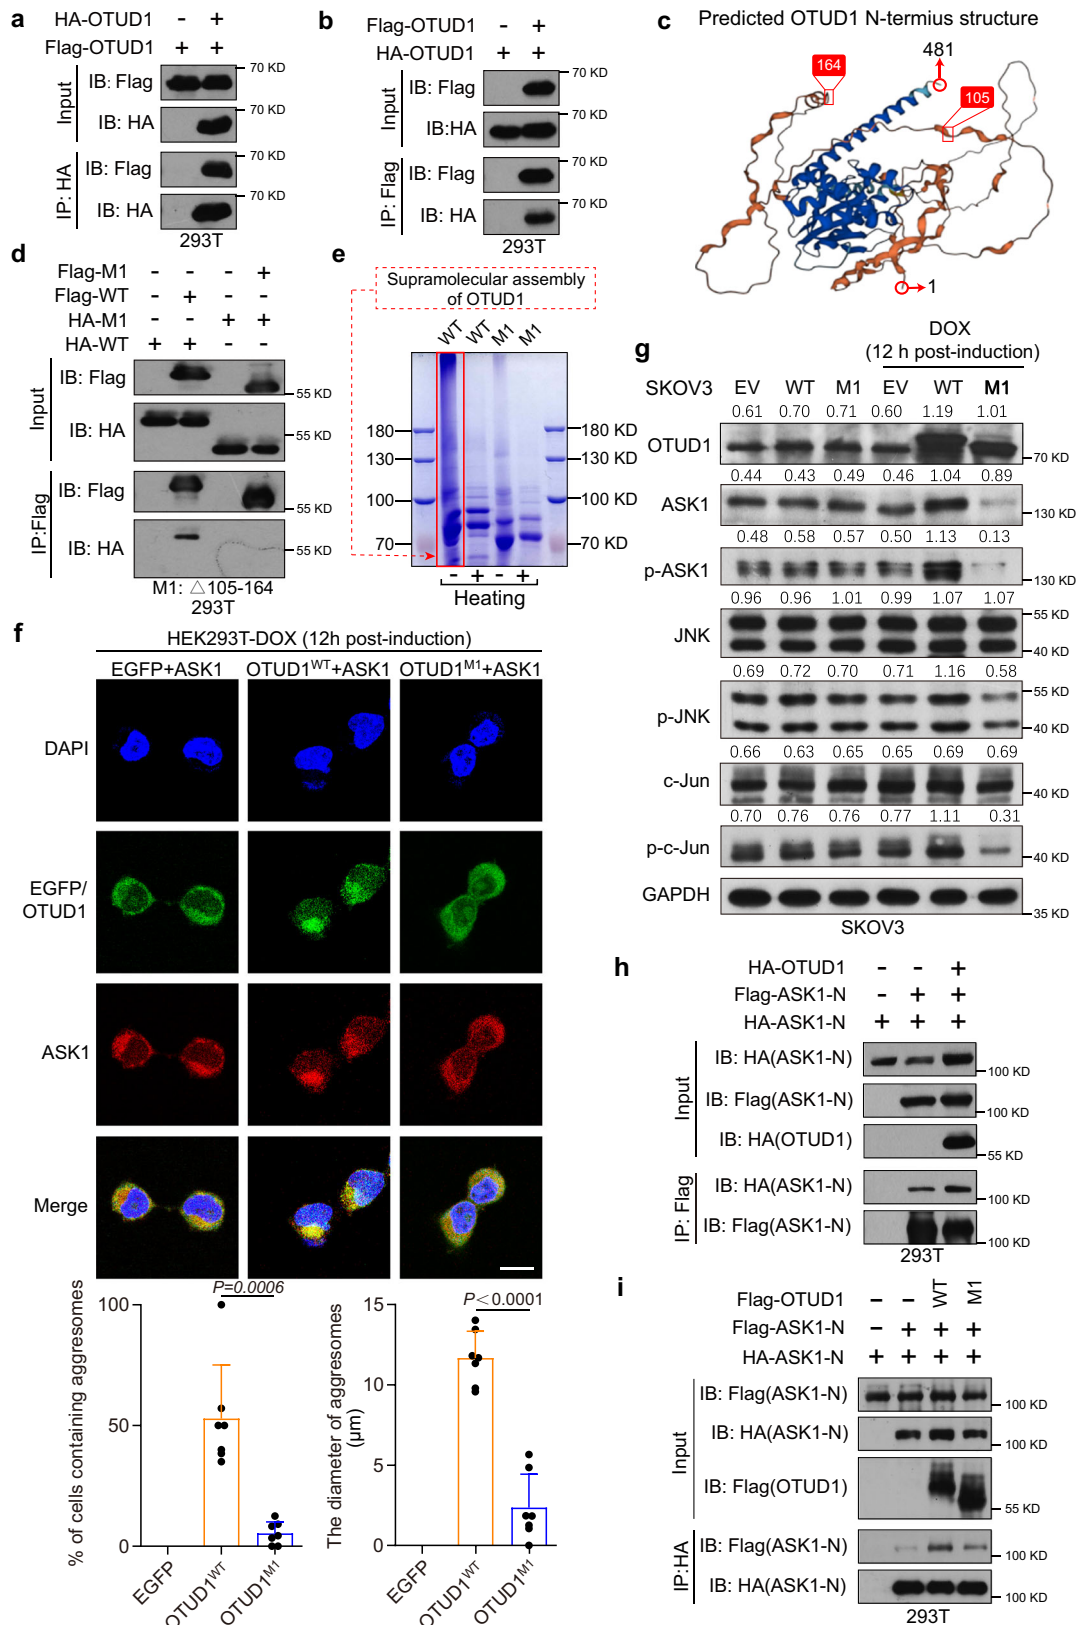 a
HA-OTUD1 - +
Flag-OTUD1 + +
70 KD
IB: Flag
70 KD
IB: HA
Input
70 KD
IB: Flag
70 KD
IB: HA
IP: HA
293T
b
Flag-OTUD1 - +
HA-OTUD1 + +
70 KD
IB: Flag
70 KD
IB:HA
Input
70 KD
IB: Flag
70 KD
IB: HA
IP: Flag
293T
c
Predicted OTUD1 N-termius structure
164
481
105
1
d
Flag-M1 - - - +
Flag-WT - + - -
HA-M1 - - + +
HA-WT + + - -
IB: Flag
55 KD
IB: HA
55 KD
Input
IB: Flag
55 KD
IB: HA
55 KD
IP:Flag
M1: △105-164
293T
e
Supramolecular assembly
of OTUD1
WT WT M1 M1
180 180 KD
130 130 KD
100 100 KD
70 70 KD
- + - +
Heating
f
HEK293T-DOX (12h post-induction)
EGFP+ASK1 OTUD1WT+ASK1 OTUD1M1+ASK1
DAPI
EGFP/
OTUD1
ASK1
Merge
P=0.0006
% of cells containing aggresomes
100
50
0
EGFP
OTUD1WT
OTUD1M1
P<0.0001
The diameter of aggresomes
(μm)
15
10
5
0
EGFP
OTUD1WT
OTUD1M1
g
DOX
(12 h post-induction)
SKOV3 EV WT M1 EV WT M1
0.61 0.70 0.71 0.60 1.19 1.01
OTUD1
70 KD
0.44 0.43 0.49 0.46 1.04 0.89
ASK1
130 KD
0.48 0.58 0.57 0.50 1.13 0.13
p-ASK1
130 KD
0.96 0.96 1.01 0.99 1.07 1.07
JNK
55 KD
40 KD
0.69 0.72 0.70 0.71 1.16 0.58
p-JNK
55 KD
40 KD
0.66 0.63 0.65 0.65 0.69 0.69
c-Jun
40 KD
0.70 0.76 0.76 0.77 1.11 0.31
p-c-Jun
40 KD
GAPDH
35 KD
SKOV3
h
HA-OTUD1 - - +
Flag-ASK1-N - + +
HA-ASK1-N + + +
IB: HA(ASK1-N)
100 KD
IB: Flag(ASK1-N)
100 KD
IB: HA(OTUD1)
55 KD
Input
IB: HA(ASK1-N)
100 KD
IB: Flag(ASK1-N)
100 KD
IP: Flag
293T
i
Flag-OTUD1 - - WT M1
Flag-ASK1-N - + + +
HA-ASK1-N + + + +
IB: Flag(ASK1-N)
100 KD
IB: HA(ASK1-N)
100 KD
IB: Flag(OTUD1)
55 KD
Input
IB: Flag(ASK1-N)
100 KD
IB: HA(ASK1-N)
100 KD
IP:HA
293T